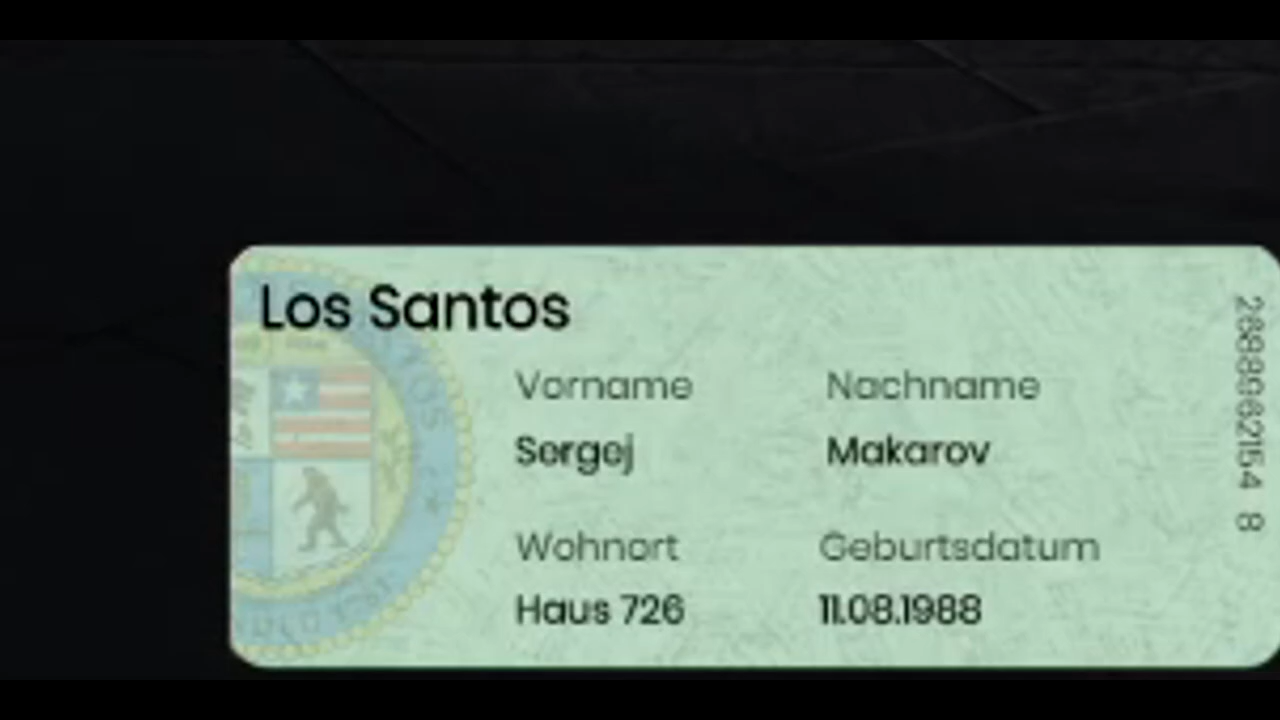 Los Santos
Vorname Nachname
Sergej Makarov
Wohnort Geburtsdatum
Haus 726 11.08.1988